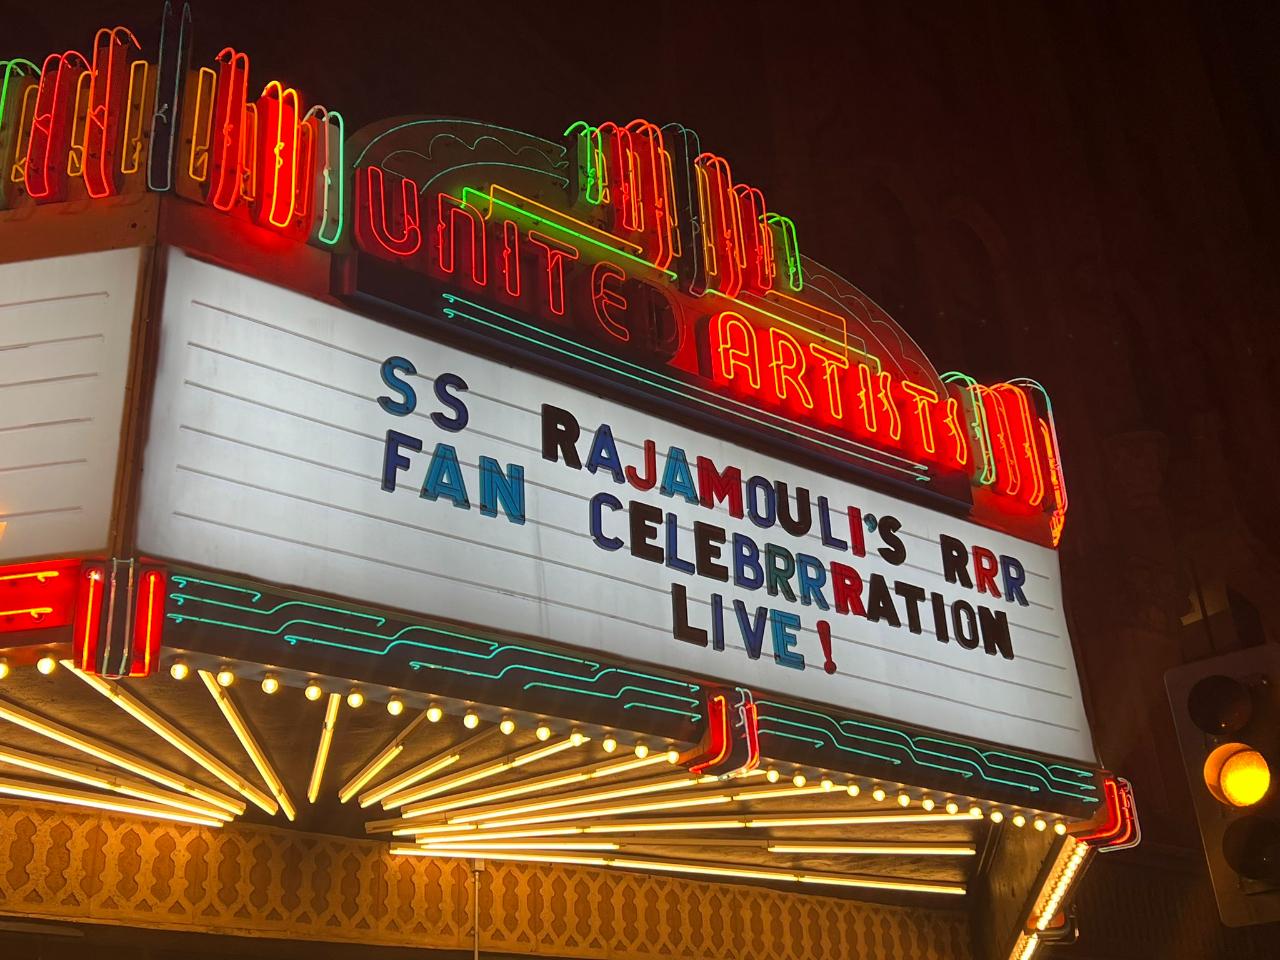 UNITED ARTISTS
SS RAJAMOULI'S RRR
FAN CELEBRRRATION
LIVE!